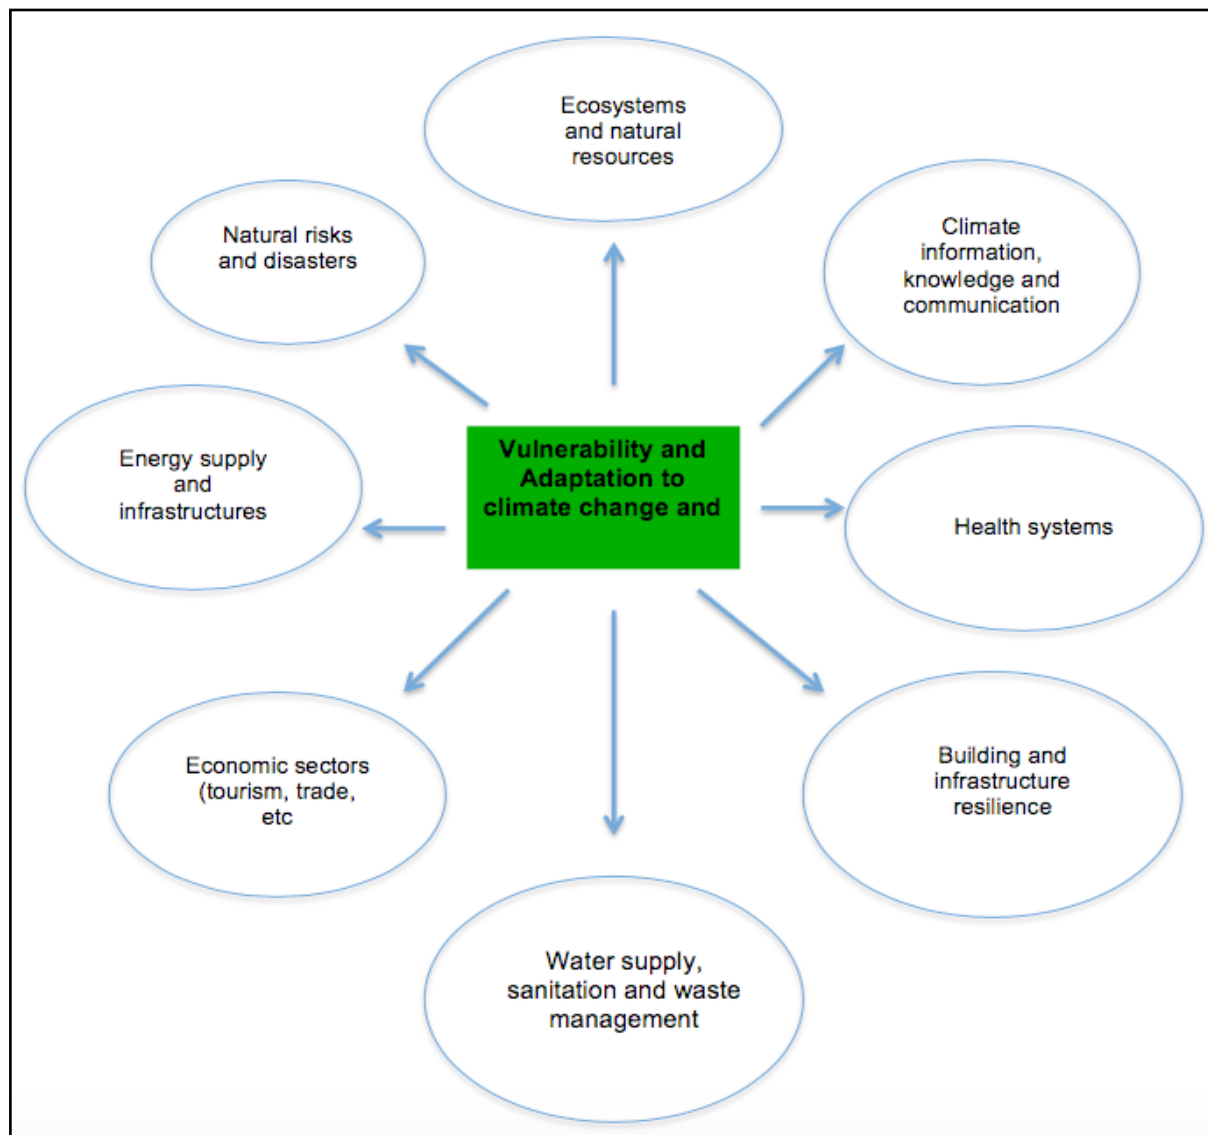 Ecosystems
and natural
resources
Natural risks
and disasters
Climate
information,
knowledge and
communication
Energy supply
and
infrastructures
Vulnerability and
Adaptation to
climate change and
Health systems
Economic sectors
(tourism, trade,
etc
Building and
infrastructure
resilience
Water supply,
sanitation and waste
management